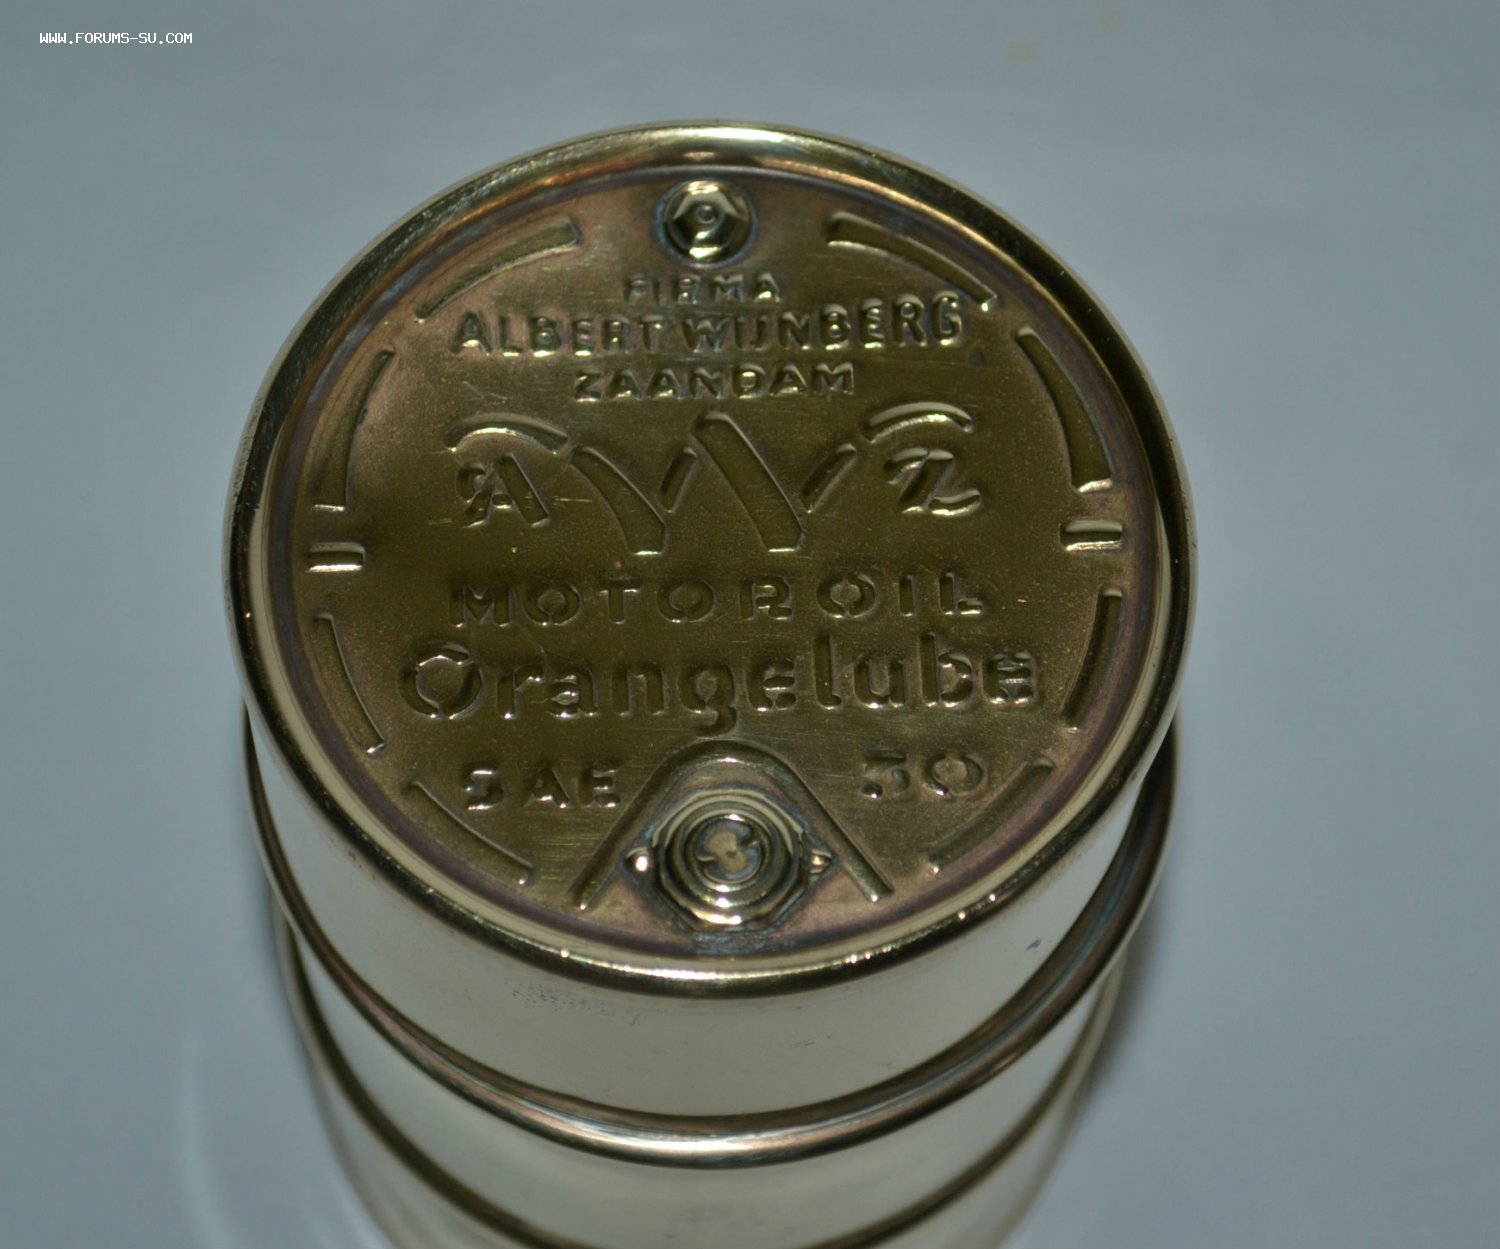 WWW.FORUMS-SU.COM
FIRMA
ALBERT WIJNBERG
ZAANDAM
AWZ
MOTOROIL
Orangelube
SAE 30